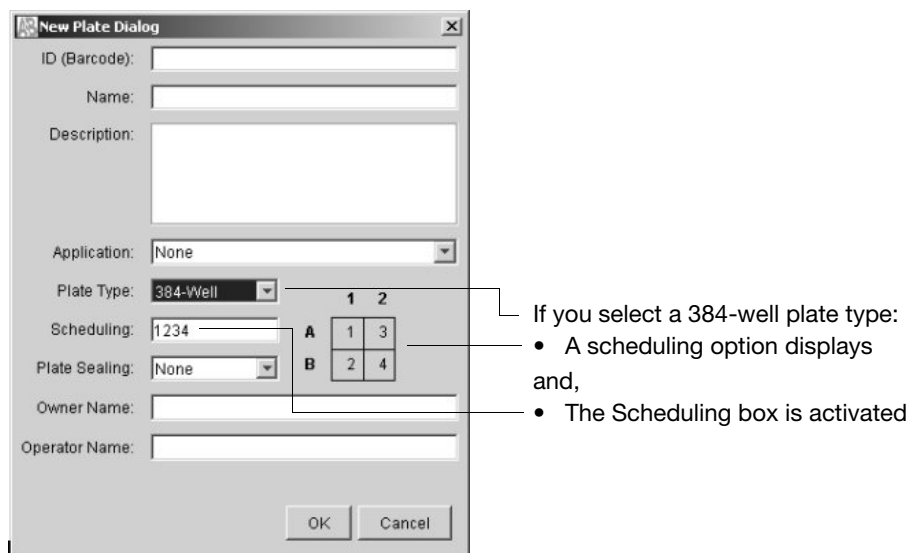 New Plate Dialog
ID (Barcode):
Name:
Description:
Application: None
Plate Type: 384-Well
1 2
Scheduling: 1234
A 1 3
B 2 4
Plate Sealing: None
Owner Name:
Operator Name:
OK Cancel
If you select a 384-well plate type:
• A scheduling option displays
and,
• The Scheduling box is activated